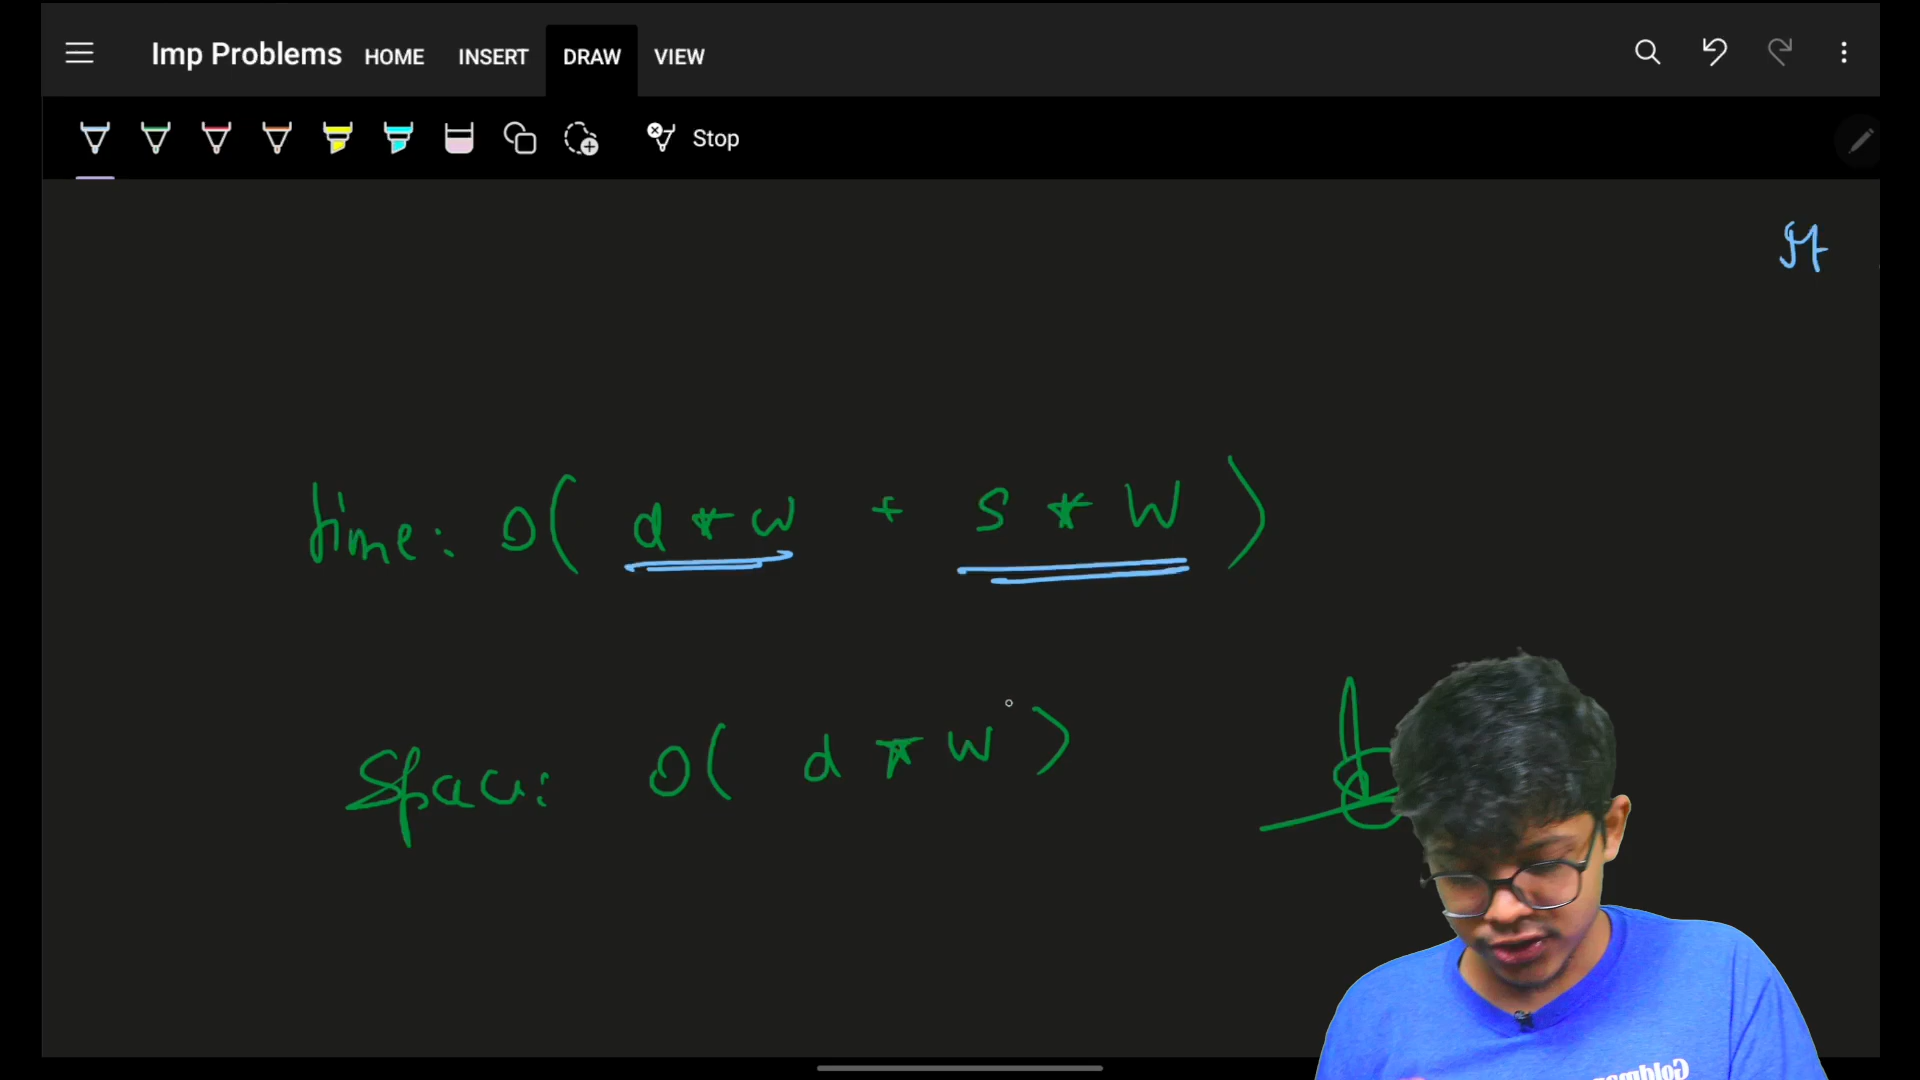 Imp Problems HOME INSERT DRAW VIEW
Stop
time: O( d * w + s * w )
Space: O( d * w )